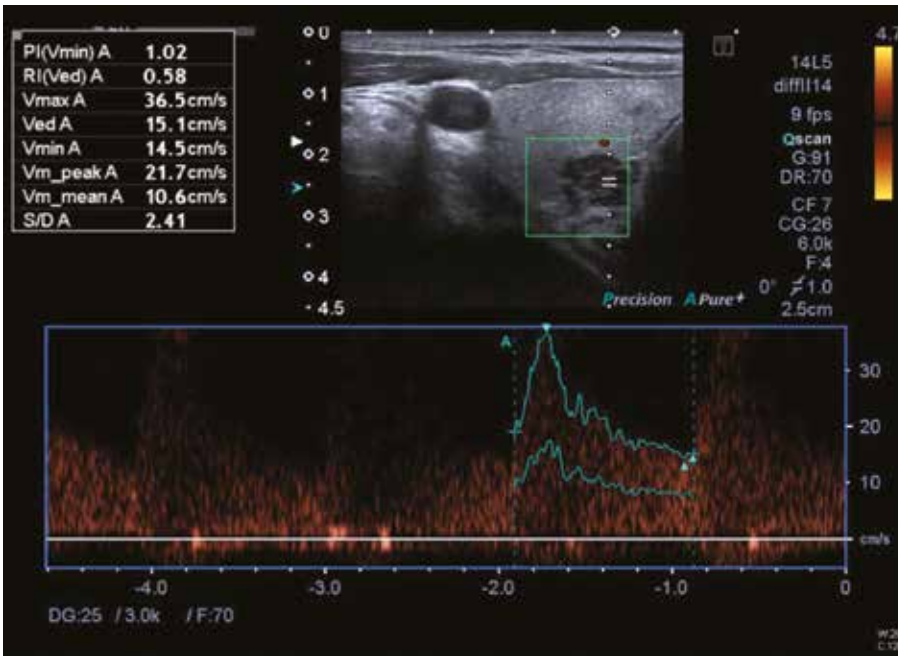 PI(Vmin) A 1.02
RI(Ved) A 0.58
Vmax A 36.5cm/s
Ved A 15.1cm/s
Vmin A 14.5cm/s
Vm_peak A 21.7cm/s
Vm_mean A 10.6cm/s
S/D A 2.41
0
1
2
3
4
4.5
4.7
14L5
diffll14
9 fps
Qscan
G:91
DR:70
CF 7
CG:26
6.0k
F:4
0° 1.0
2.5cm
Precision A Pure+
A
30
20
10
cm/s
-4.0 -3.0 -2.0 -1.0 0
DG:25 / 3.0k / F:70